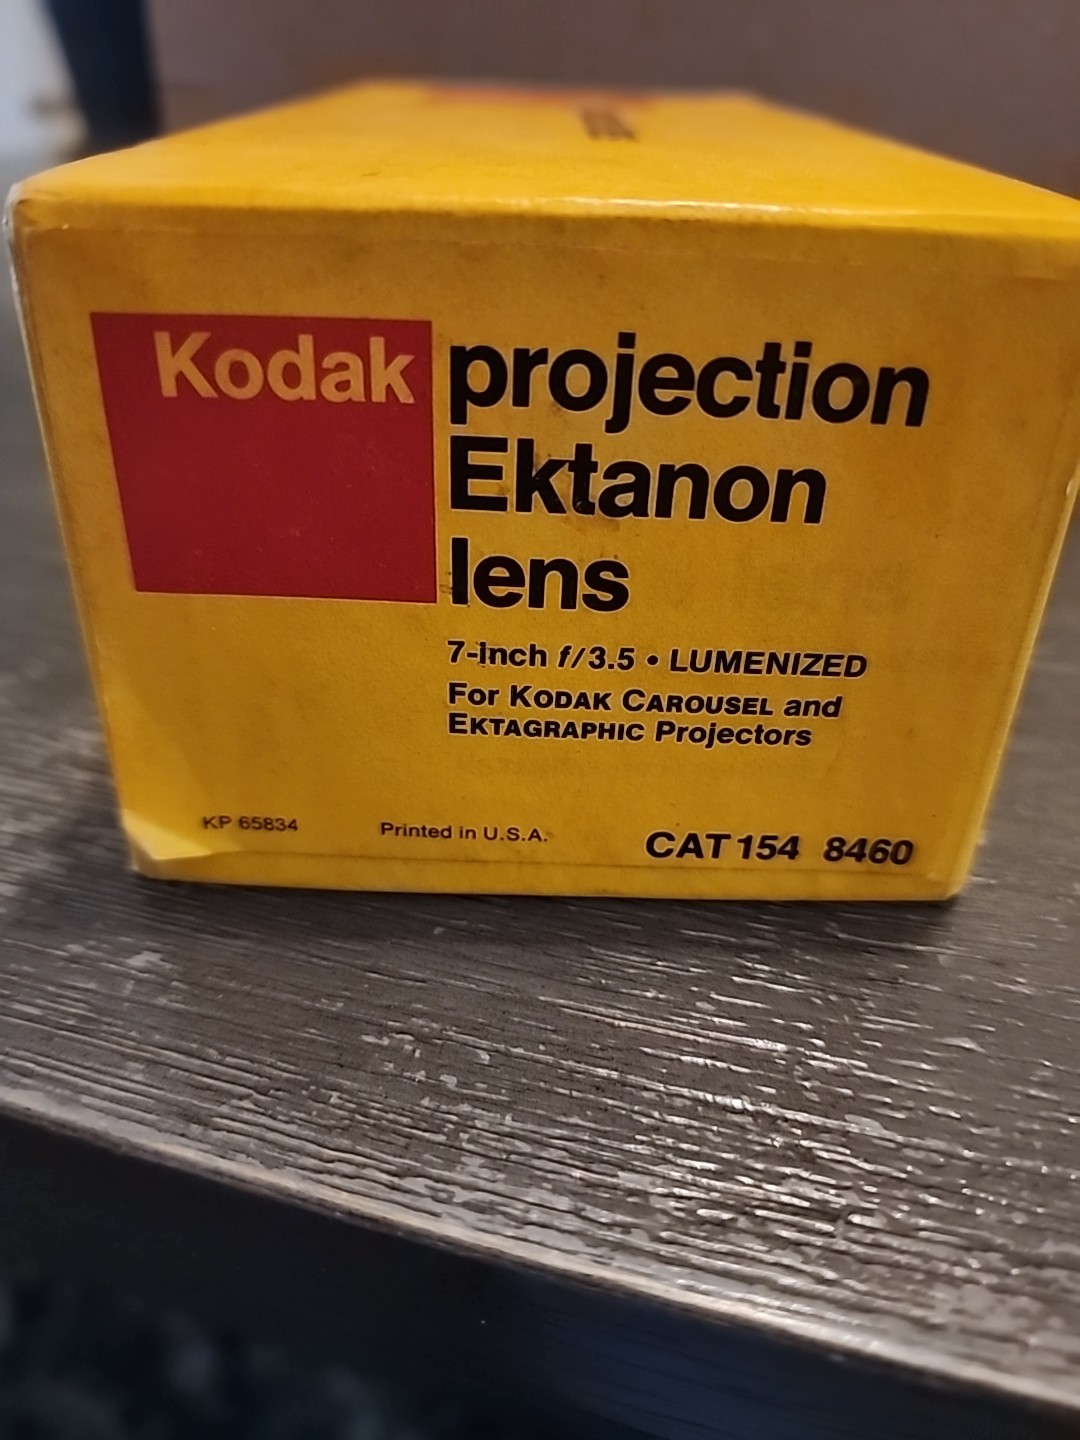 Kodak
projection
Ektanon
lens
7-inch f/3.5 • LUMENIZED
For KODAK CAROUSEL and
EKTAGRAPHIC Projectors
KP 65834
Printed in U.S.A.
CAT 154 8460